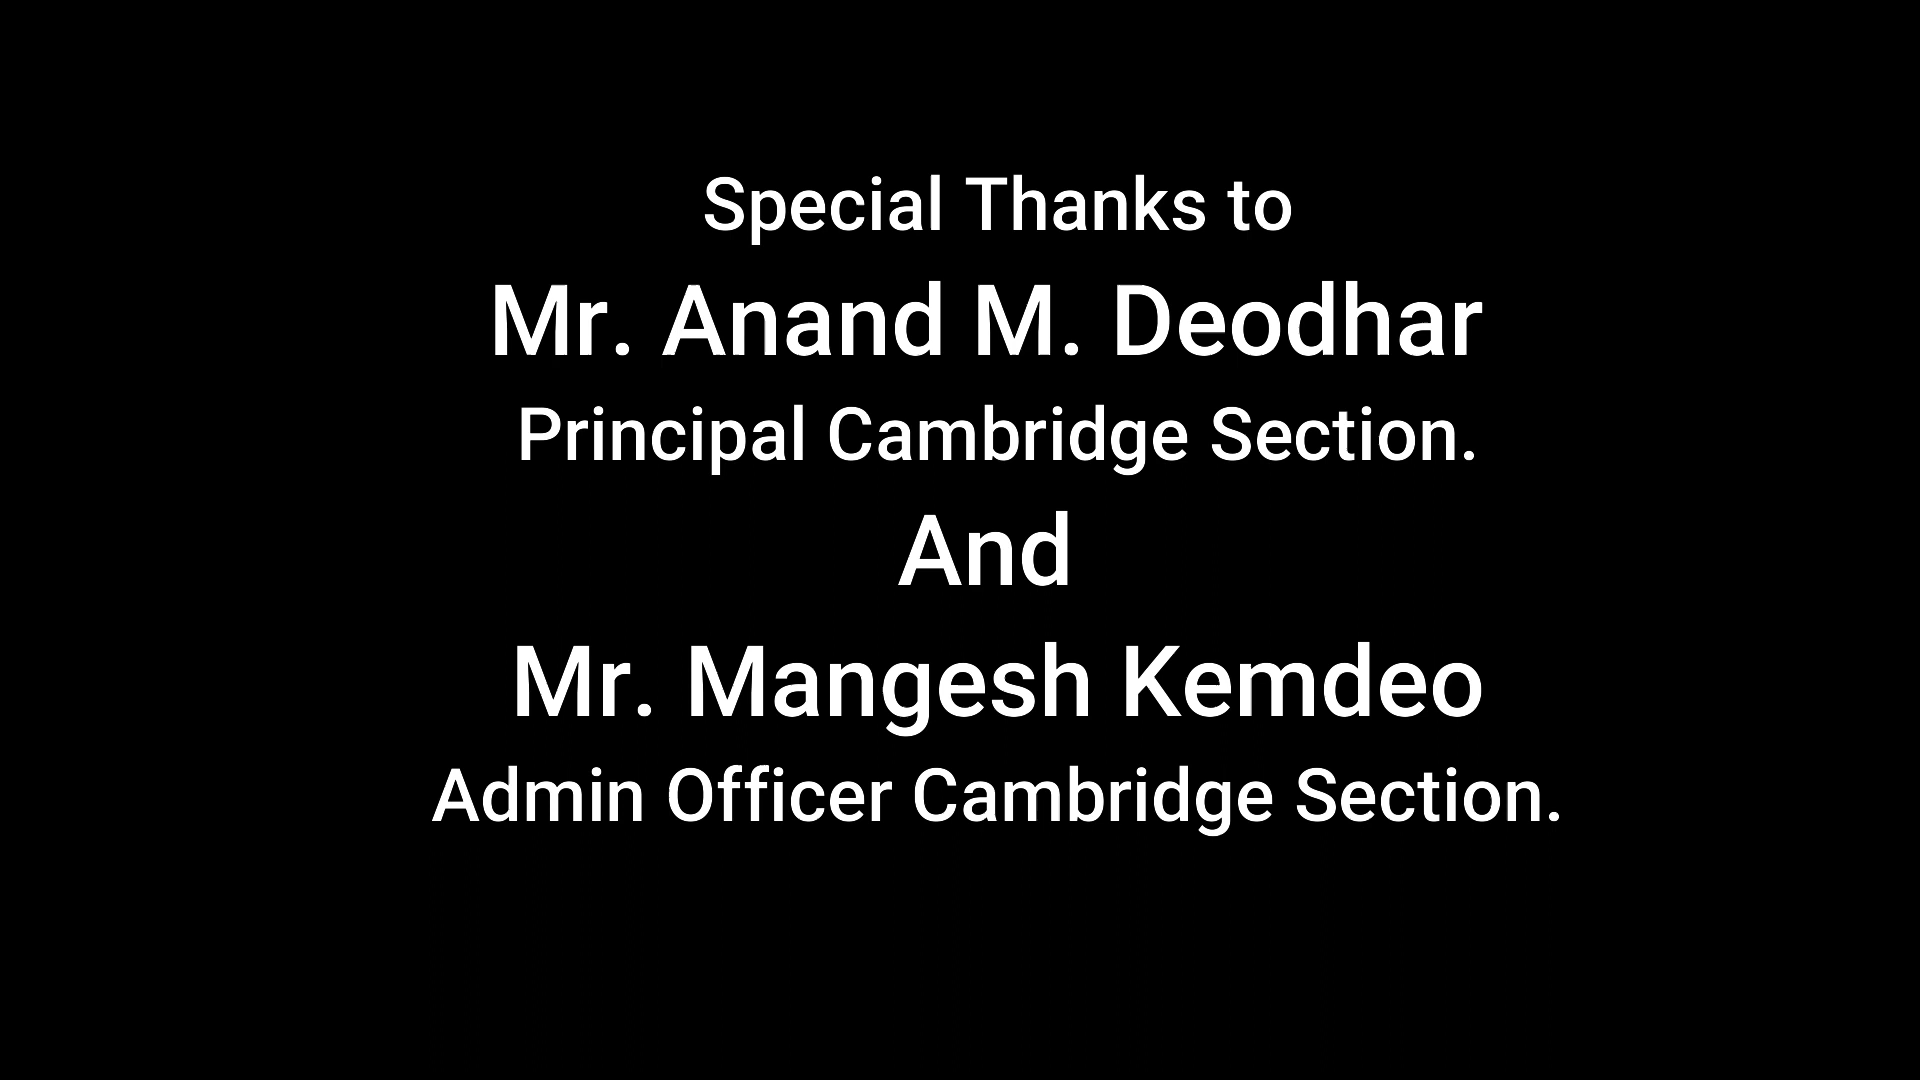 Special Thanks to
Mr. Anand M. Deodhar
Principal Cambridge Section.
And
Mr. Mangesh Kemdeo
Admin Officer Cambridge Section.